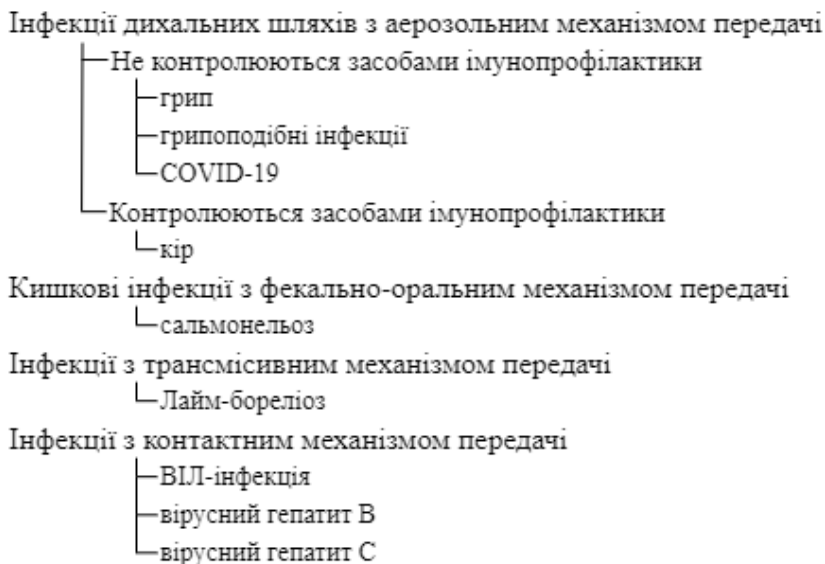 Інфекції дихальних шляхів з аерозольним механізмом передачі
Не контролюються засобами імунопрофілактики
грип
грипоподібні інфекції
COVID-19
Контролюються засобами імунопрофілактики
кір
Кишкові інфекції з фекально-оральним механізмом передачі
сальмонельоз
Інфекції з трансмісивним механізмом передачі
Лайм-бореліоз
Інфекції з контактним механізмом передачі
ВІЛ-інфекція
вірусний гепатит В
вірусний гепатит С